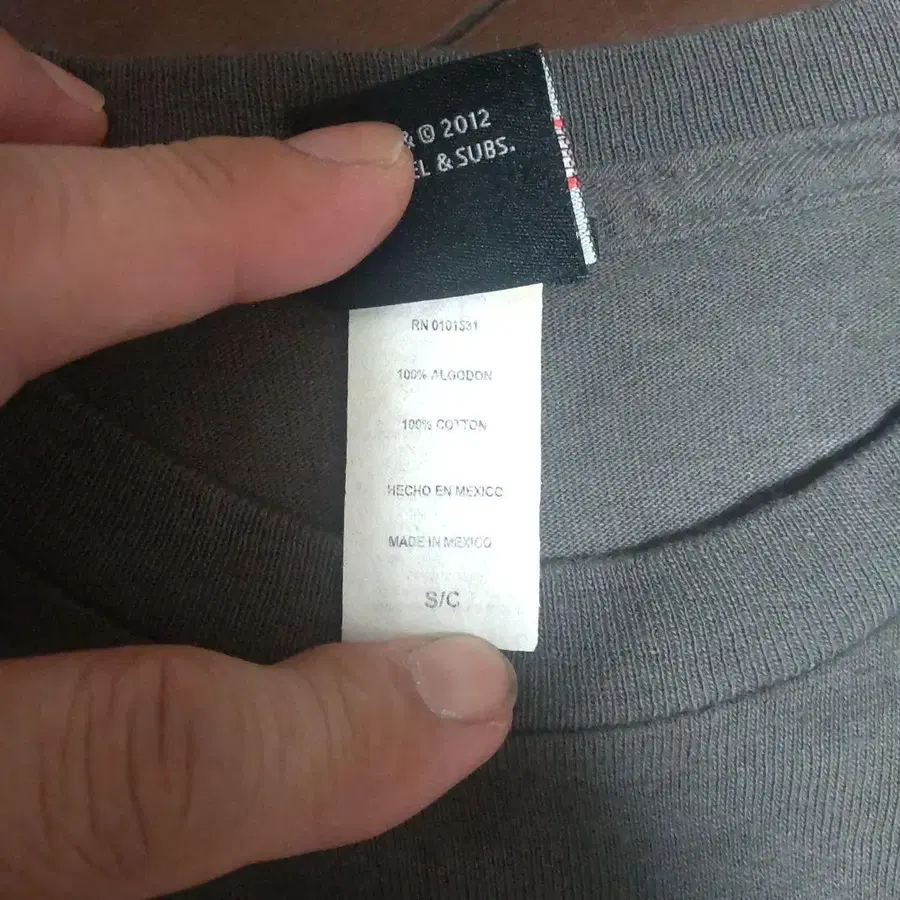 & © 2012
EL & SUBS.
RN 0101531
100% ALGODON
100% COTTON
HECHO EN MEXICO
MADE IN MEXICO
S/C